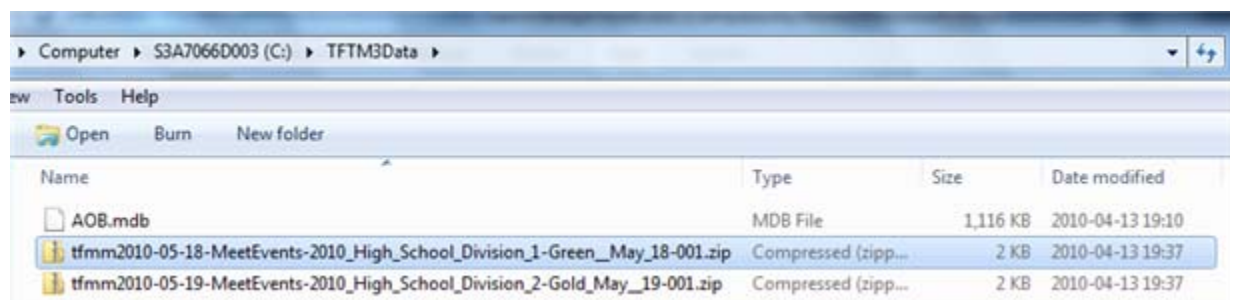 Computer ▸ S3A7066D003 (C:) ▸ TFTM3Data ▸
ew Tools Help
Open Burn New folder
Name Type Size Date modified
AOB.mdb MDB File 1,116 KB 2010-04-13 19:10
tfmm2010-05-18-MeetEvents-2010_High_School_Division_1-Green__May_18-001.zip Compressed (zipp... 2 KB 2010-04-13 19:37
tfmm2010-05-19-MeetEvents-2010_High_School_Division_2-Gold_May__19-001.zip Compressed (zipp... 2 KB 2010-04-13 19:37